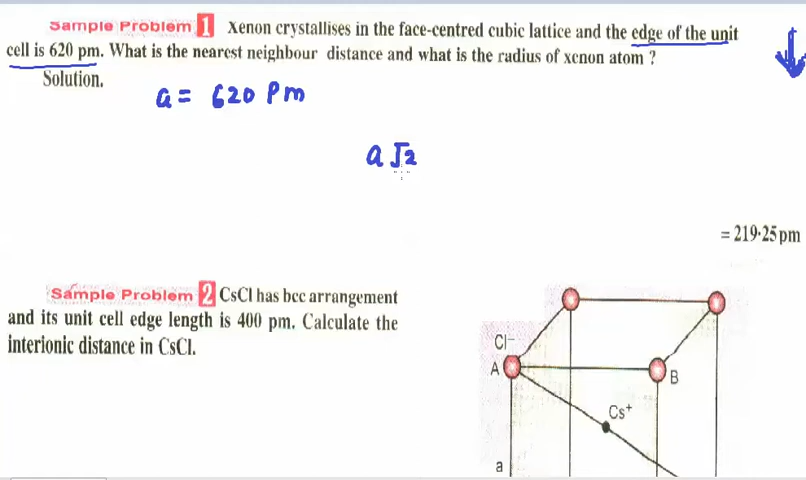 Sample Problem 1 Xenon crystallises in the face-centred cubic lattice and the edge of the unit
cell is 620 pm. What is the nearest neighbour distance and what is the radius of xenon atom ?
Solution.
a = 620 Pm
a √2
= 219·25 pm
Sample Problem 2 CsCl has bcc arrangement
and its unit cell edge length is 400 pm. Calculate the
interionic distance in CsCl.
Cl⁻
A
B
Cs⁺
a